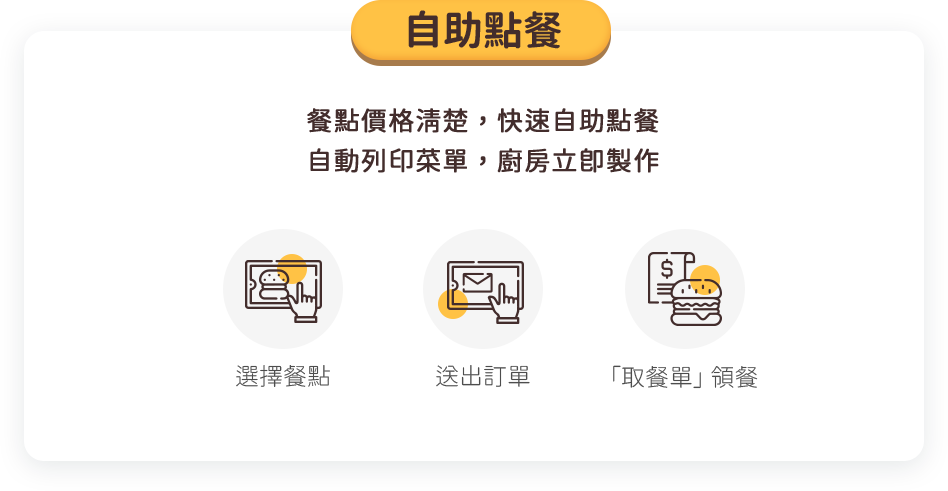 自助點餐
餐點價格清楚，快速自助點餐
自動列印菜單，廚房立即製作
$
選擇餐點
送出訂單
「取餐單」領餐